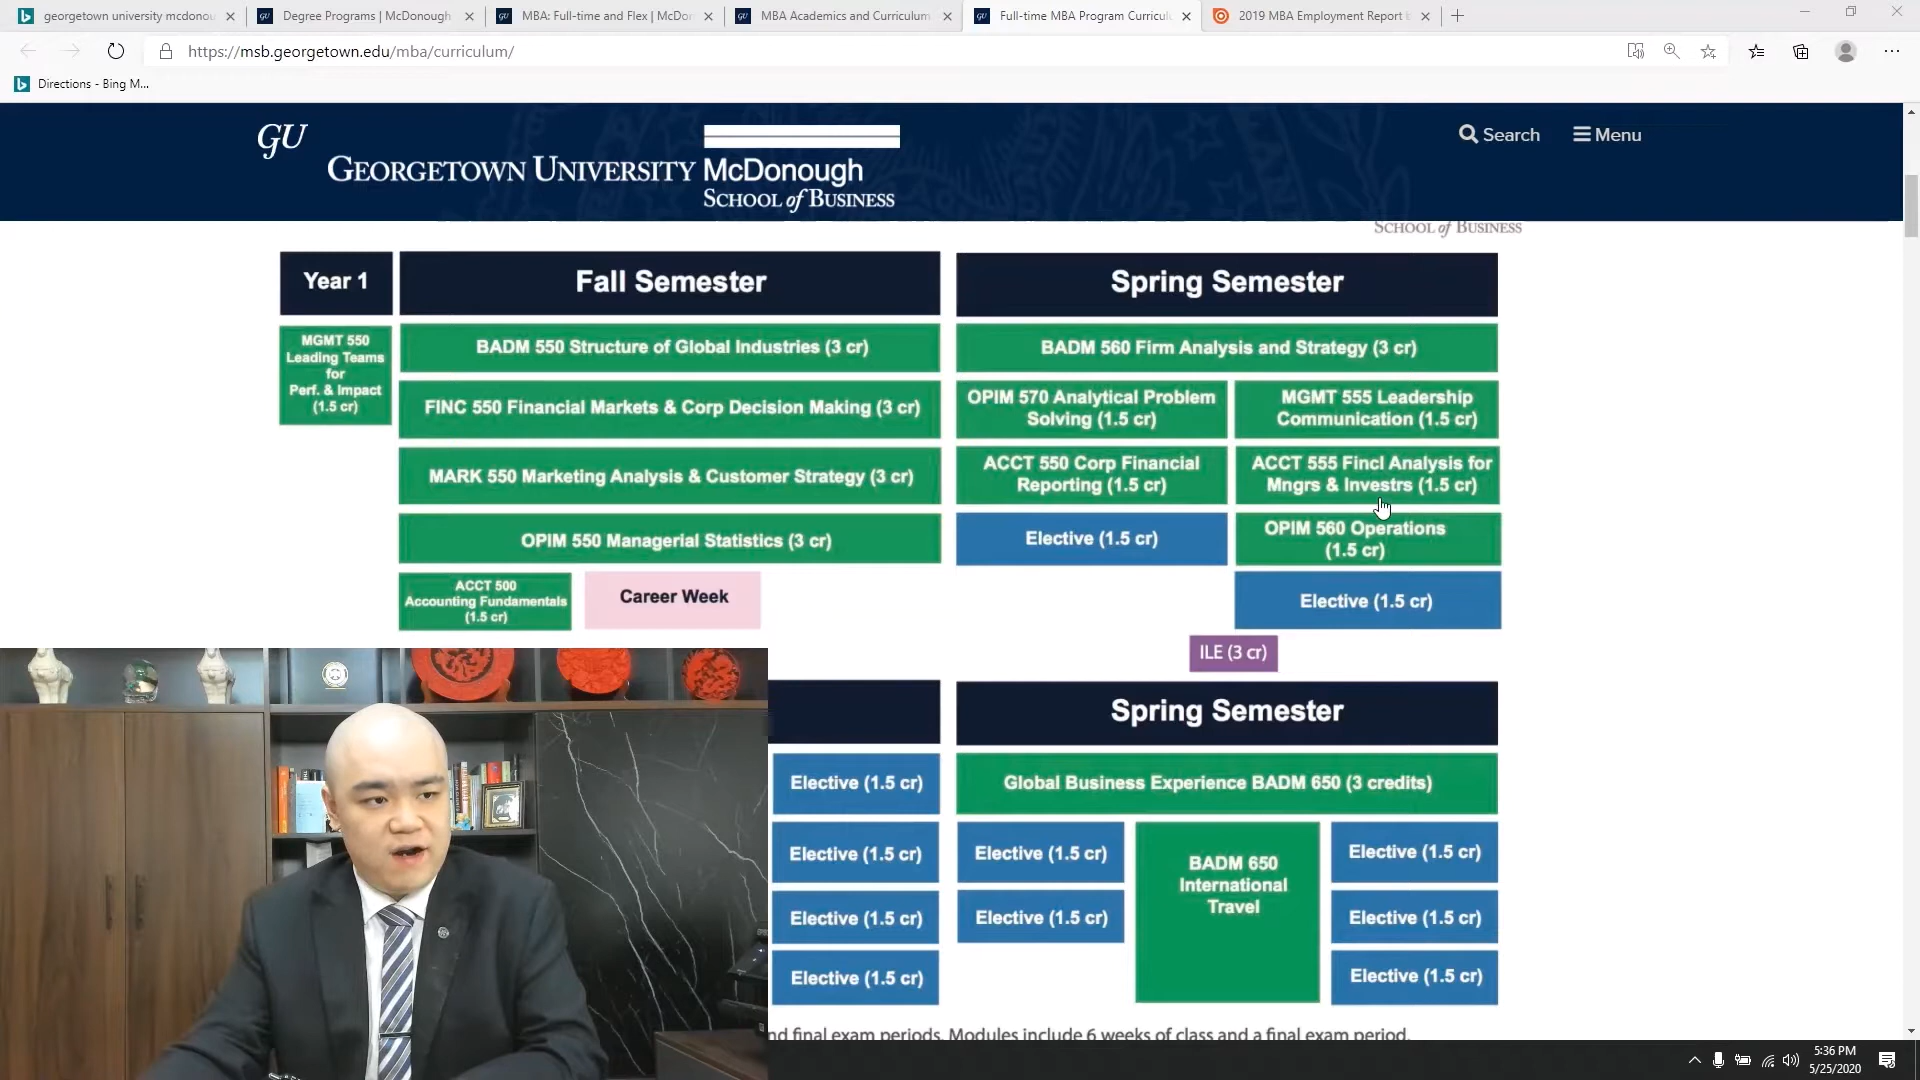 georgetown university mcdonou
Degree Programs | McDonough
MBA: Full-time and Flex | McDon
MBA Academics and Curriculum
Full-time MBA Program Curricul
2019 MBA Employment Report b
https://msb.georgetown.edu/mba/curriculum/
Directions - Bing M...
GU
GEORGETOWN UNIVERSITY McDonough
SCHOOL of BUSINESS
Search
Menu
SCHOOL of BUSINESS
Year 1
Fall Semester
Spring Semester
MGMT 550
Leading Teams
for
Perf. & Impact
(1.5 cr)
BADM 550 Structure of Global Industries (3 cr)
FINC 550 Financial Markets & Corp Decision Making (3 cr)
MARK 550 Marketing Analysis & Customer Strategy (3 cr)
OPIM 550 Managerial Statistics (3 cr)
ACCT 500
Accounting Fundamentals
(1.5 cr)
Career Week
BADM 560 Firm Analysis and Strategy (3 cr)
OPIM 570 Analytical Problem
Solving (1.5 cr)
MGMT 555 Leadership
Communication (1.5 cr)
ACCT 550 Corp Financial
Reporting (1.5 cr)
ACCT 555 Fincl Analysis for
Mngrs & Investrs (1.5 cr)
Elective (1.5 cr)
OPIM 560 Operations
(1.5 cr)
Elective (1.5 cr)
ILE (3 cr)
Spring Semester
Elective (1.5 cr)
Elective (1.5 cr)
Elective (1.5 cr)
Elective (1.5 cr)
Global Business Experience BADM 650 (3 credits)
Elective (1.5 cr)
Elective (1.5 cr)
BADM 650
International
Travel
Elective (1.5 cr)
Elective (1.5 cr)
Elective (1.5 cr)
nd final exam periods. Modules include 6 weeks of class and a final exam period.
5:36 PM
5/25/2020